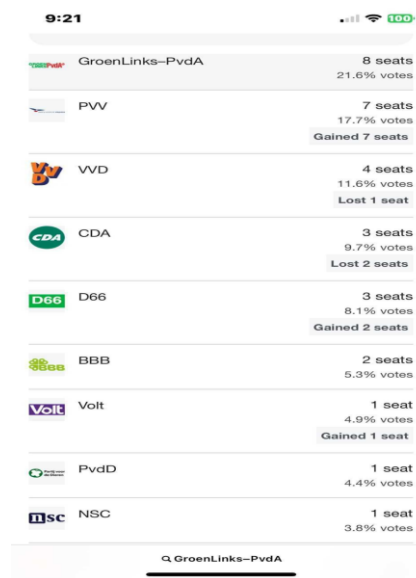 9:21
100
GroenLinks–PvdA
8 seats
21.6% votes
PVV
7 seats
17.7% votes
Gained 7 seats
VVD
VVD
4 seats
11.6% votes
Lost 1 seat
CDA
CDA
3 seats
9.7% votes
Lost 2 seats
D66
D66
3 seats
8.1% votes
Gained 2 seats
BBB
BBB
2 seats
5.3% votes
Volt
Volt
1 seat
4.9% votes
Gained 1 seat
PvdD
1 seat
4.4% votes
nsc
NSC
1 seat
3.8% votes
GroenLinks–PvdA